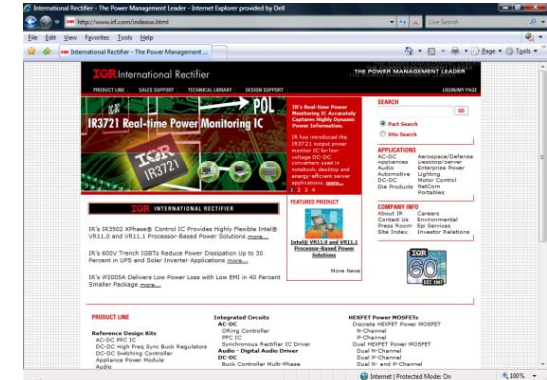 International Rectifier - The Power Management Leader - Internet Explorer provided by Dell
http://www.irf.com/indexsw.html
Live Search
File Edit View Favorites Tools Help
International Rectifier - The Power Management ...
Page Tools
IOR International Rectifier
THE POWER MANAGEMENT LEADER
PRODUCT LINE SALES SUPPORT TECHNICAL LIBRARY DESIGN SUPPORT
LOGIN/MY PAGE
POL
IR3721 Real-time Power Monitoring IC
IOR
IR3721
IR's Real-time Power
Monitoring IC Accurately
Captures Highly Dynamic
Power Information.
IR has introduced the
IR3721 output power
monitor IC for low-
voltage DC-DC
converters used in
notebook, desktop and
energy-efficient server
applications. more...
1 2 3 4
SEARCH
GO
Part Search
Site Search
APPLICATIONS
AC-DC Aerospace/Defense
Appliances Desktop/Server
Audio Enterprise Power
Automotive Lighting
DC-DC Motor Control
Die Products NetCom
Portables
COMPANY INFO
About IR Careers
Contact Us Environmental
Press Room Epi Services
Site Index Investor Relations
IOR
60
EST. 1947
IOR INTERNATIONAL RECTIFIER
IR's IR3502 XPhase® Control IC Provides Highly Flexible Intel®
VR11.0 and VR11.1 Processor-Based Power Solutions more...
IR's 600V Trench IGBTs Reduce Power Dissipation Up to 30
Percent in UPS and Solar Inverter Applications more...
IR's iP2005A Delivers Low Power Loss with Low EMI in 40 Percent
Smaller Package more...
FEATURED PRODUCT
Intel® VR11.0 and VR11.1
Processor-Based Power
Solutions
More News
PRODUCT LINE
Reference Design Kits
AC-DC PFC IC
DC-DC High Freq Sync Buck Regulators
DC-DC Switching Controller
Appliance Power Module
Audio
Integrated Circuits
AC-DC
ORing Controller
PFC IC
Synchronous Rectifier IC Driver
Audio - Digital Audio Driver
DC-DC
Buck Controller Multi-Phase
HEXFET Power MOSFETs
Discrete HEXFET Power MOSFET
N-Channel
P-Channel
Dual HEXFET Power MOSFET
Dual N-Channel
Dual P-Channel
Dual N- and P-Channel
Internet | Protected Mode: On
100%